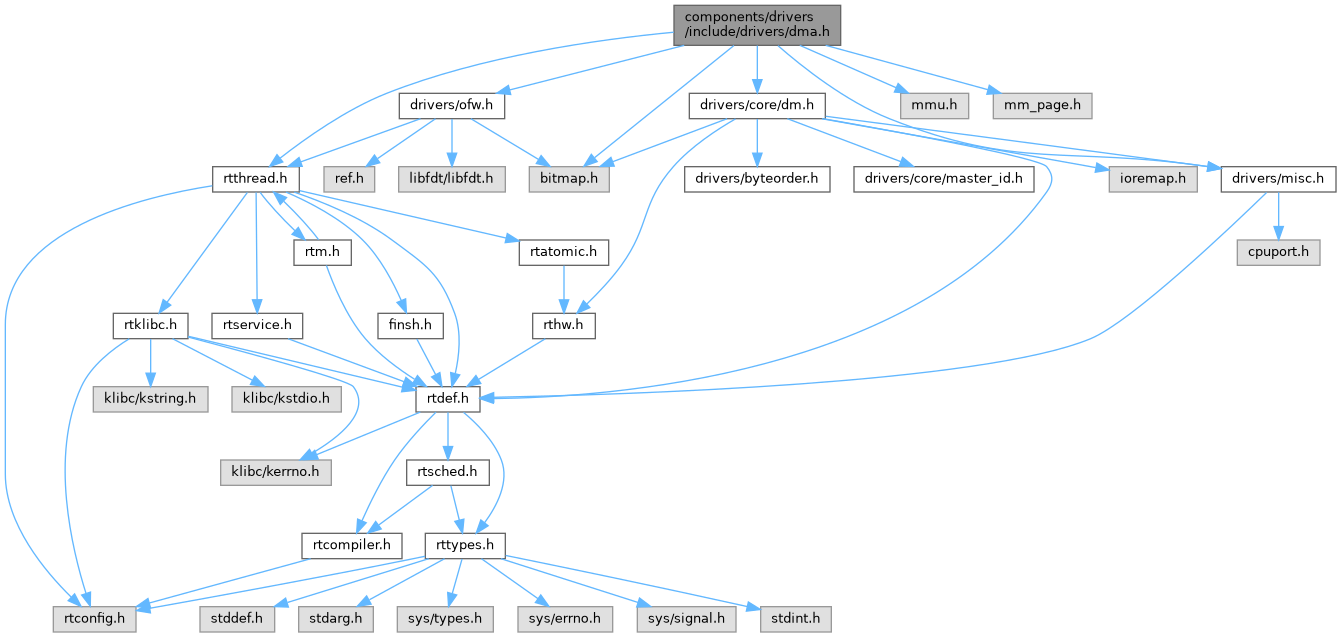 components/drivers
/include/drivers/dma.h
drivers/ofw.h
drivers/core/dm.h
mmu.h
mm_page.h
rtthread.h
ref.h
libfdt/libfdt.h
bitmap.h
drivers/byteorder.h
drivers/core/master_id.h
ioremap.h
drivers/misc.h
rtm.h
rtatomic.h
cpuport.h
rtklibc.h
rtservice.h
finsh.h
rthw.h
klibc/kstring.h
klibc/kstdio.h
rtdef.h
klibc/kerrno.h
rtsched.h
rtcompiler.h
rttypes.h
rtconfig.h
stddef.h
stdarg.h
sys/types.h
sys/errno.h
sys/signal.h
stdint.h